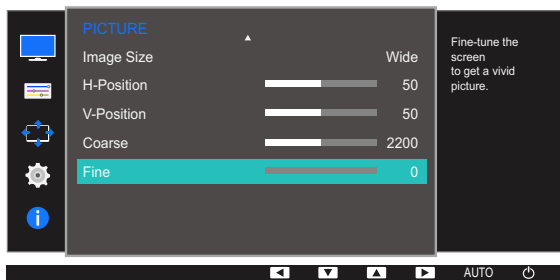 PICTURE
Image Size Wide
H-Position 50
V-Position 50
Coarse 2200
Fine 0
Fine-tune the
screen
to get a vivid
picture.
AUTO